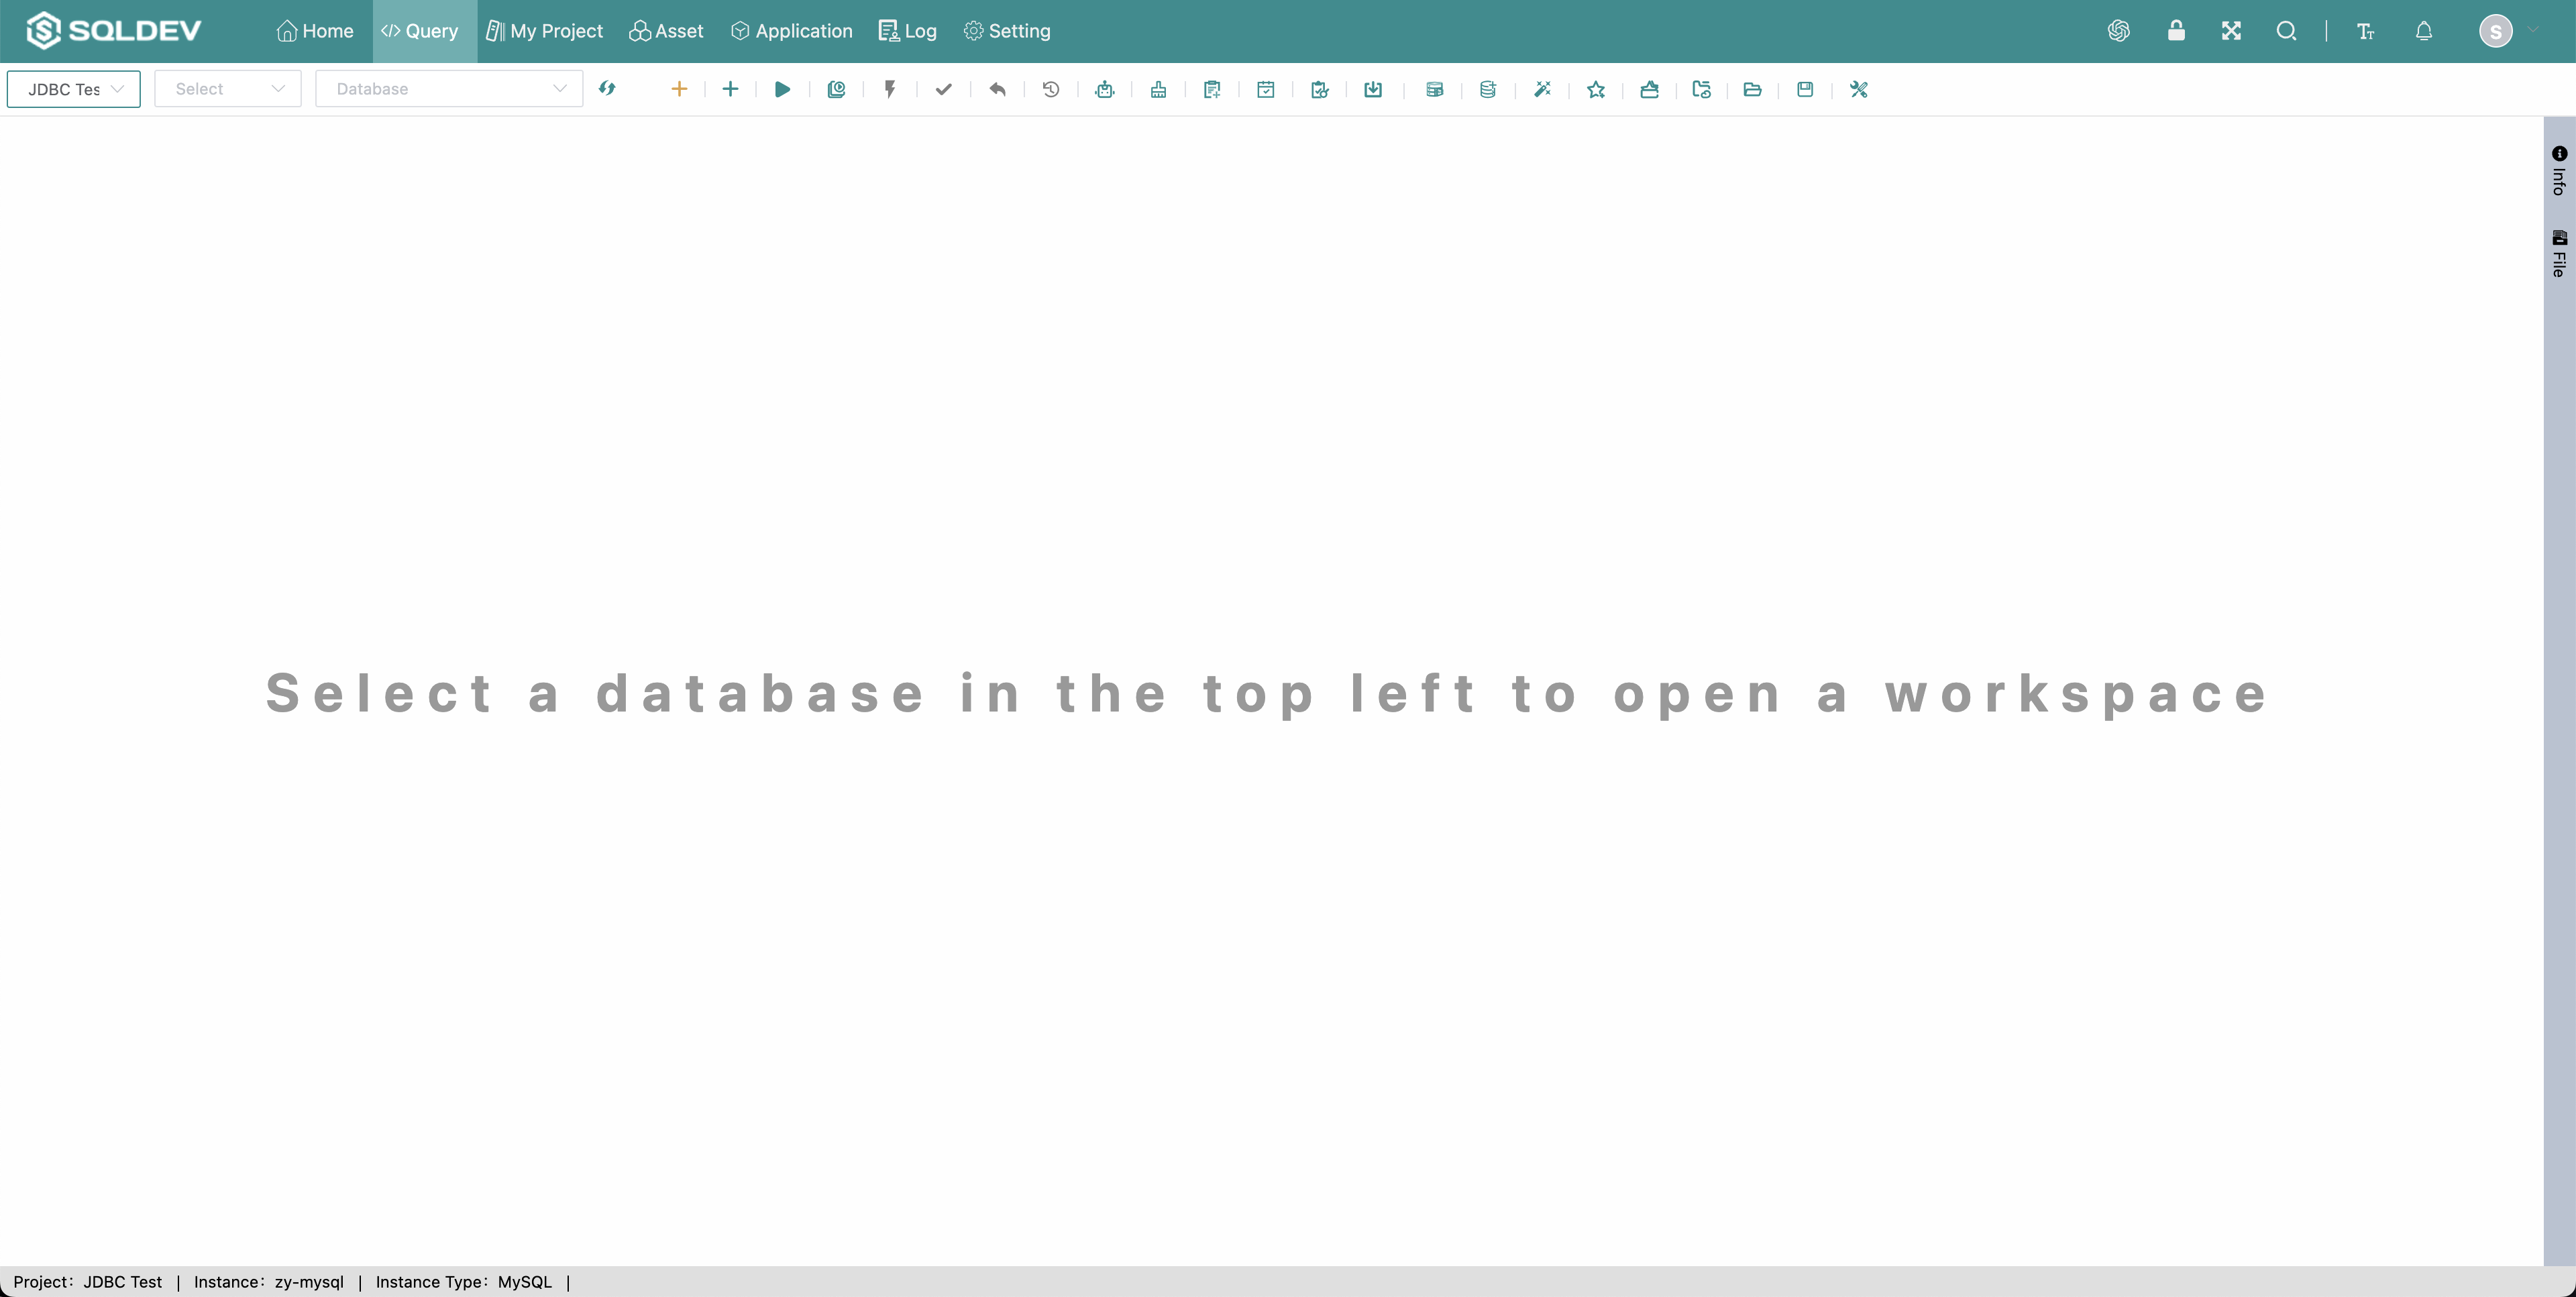 SQLDEV Home Query My Project Asset Application Log Setting S
JDBC Tes Select Database
Info
File
Select a database in the top left to open a workspace
Project: JDBC Test | Instance: zy-mysql | Instance Type: MySQL |